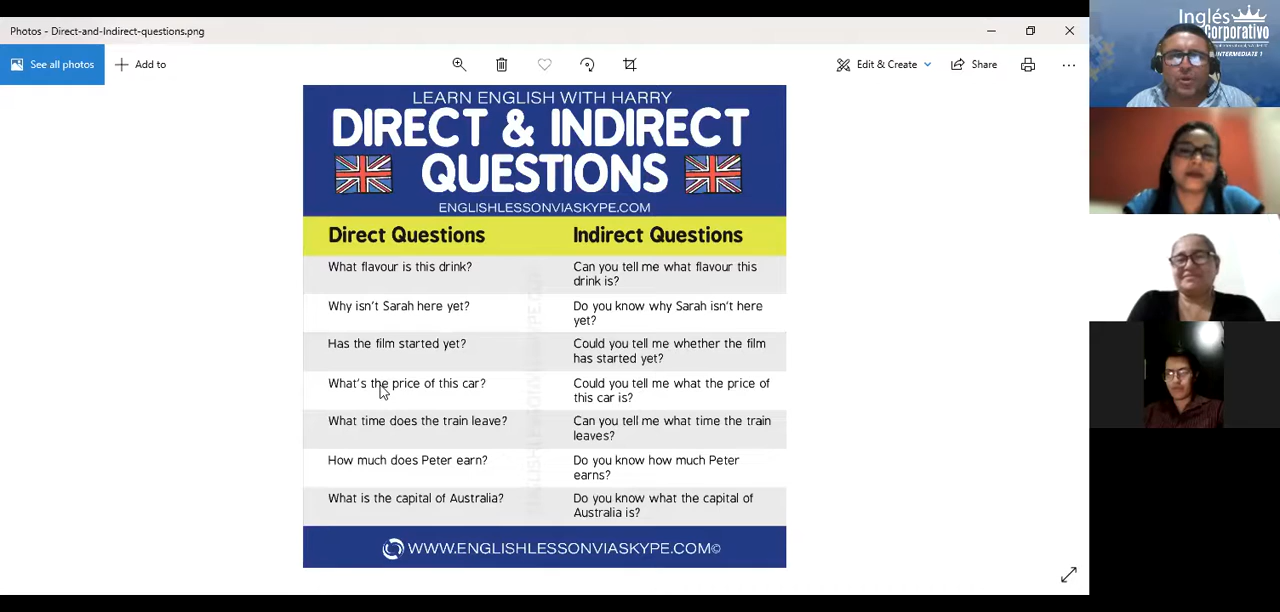 Photos - Direct-and-Indirect-questions.png
See all photos
Add to
Edit & Create
Share
LEARN ENGLISH WITH HARRY
DIRECT & INDIRECT
QUESTIONS
ENGLISHLESSONVIASKYPE.COM
Direct Questions
Indirect Questions
What flavour is this drink?
Can you tell me what flavour this
drink is?
Why isn't Sarah here yet?
Do you know why Sarah isn't here
yet?
Has the film started yet?
Could you tell me whether the film
has started yet?
What's the price of this car?
Could you tell me what the price of
this car is?
What time does the train leave?
Can you tell me what time the train
leaves?
How much does Peter earn?
Do you know how much Peter
earns?
What is the capital of Australia?
Do you know what the capital of
Australia is?
WWW.ENGLISHLESSONVIASKYPE.COM©
Inglés
Corporativo
INTERMEDIATE 1